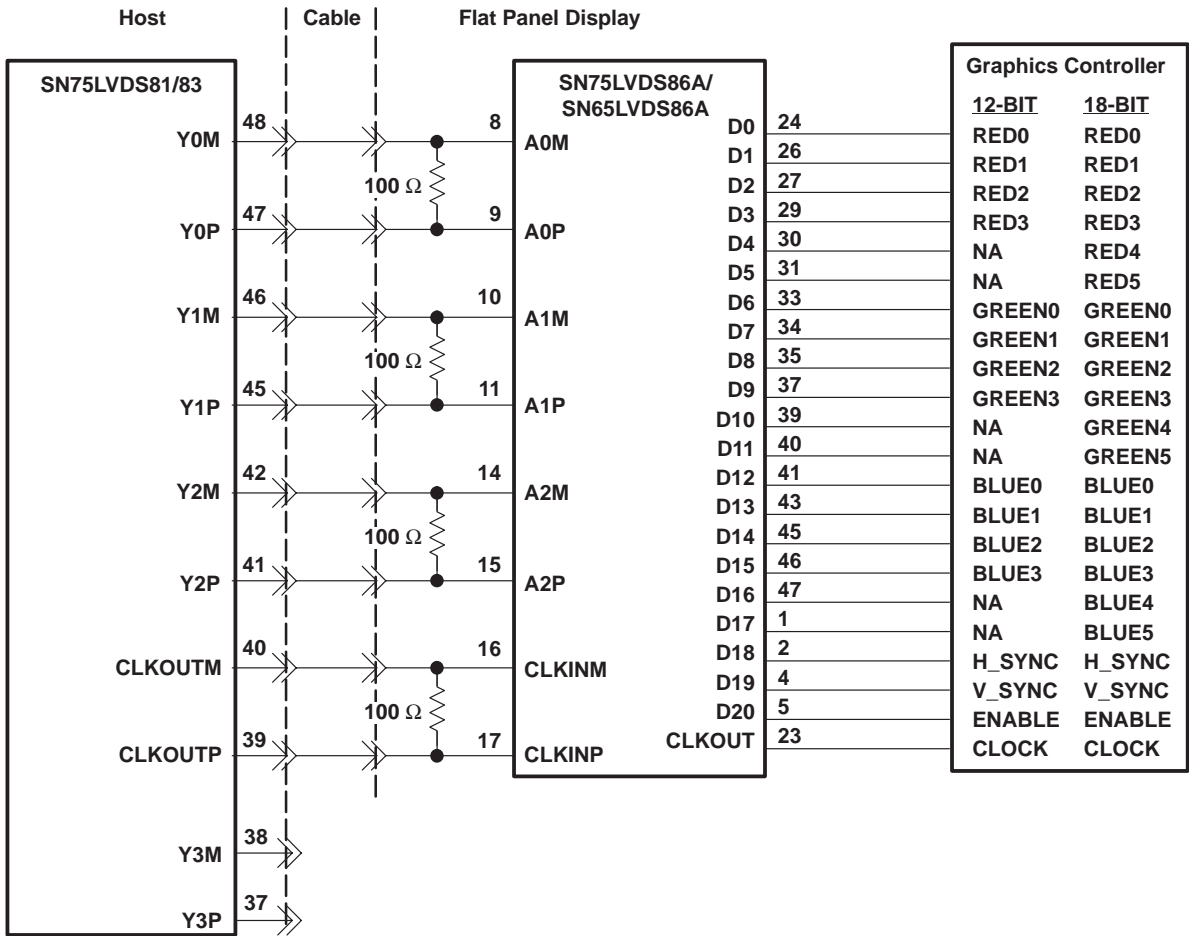 Host
Cable
Flat Panel Display
SN75LVDS81/83
Y0M 48
Y0P 47
Y1M 46
Y1P 45
Y2M 42
Y2P 41
CLKOUTM 40
CLKOUTP 39
Y3M 38
Y3P 37
100 Ω
100 Ω
100 Ω
100 Ω
SN75LVDS86A/
SN65LVDS86A
8 A0M
9 A0P
10 A1M
11 A1P
14 A2M
15 A2P
16 CLKINM
17 CLKINP
D0 24
D1 26
D2 27
D3 29
D4 30
D5 31
D6 33
D7 34
D8 35
D9 37
D10 39
D11 40
D12 41
D13 43
D14 45
D15 46
D16 47
D17 1
D18 2
D19 4
D20 5
CLKOUT 23
Graphics Controller
12-BIT 18-BIT
RED0 RED0
RED1 RED1
RED2 RED2
RED3 RED3
NA RED4
NA RED5
GREEN0 GREEN0
GREEN1 GREEN1
GREEN2 GREEN2
GREEN3 GREEN3
NA GREEN4
NA GREEN5
BLUE0 BLUE0
BLUE1 BLUE1
BLUE2 BLUE2
BLUE3 BLUE3
NA BLUE4
NA BLUE5
H_SYNC H_SYNC
V_SYNC V_SYNC
ENABLE ENABLE
CLOCK CLOCK